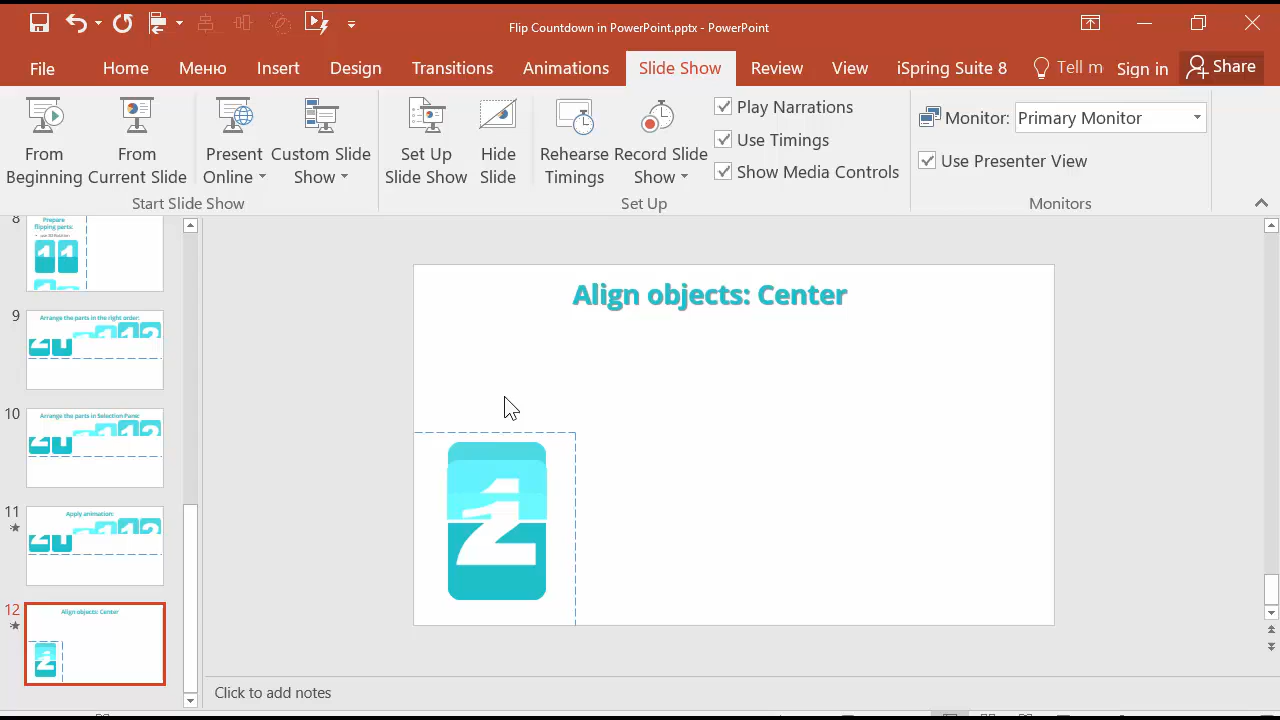 Flip Countdown in PowerPoint.pptx - PowerPoint
File Home Меню Insert Design Transitions Animations Slide Show Review View iSpring Suite 8 Tell m Sign in Share
From Beginning
From Current Slide
Present Online
Custom Slide Show
Start Slide Show
Set Up Slide Show
Hide Slide
Rehearse Timings
Record Slide Show
Play Narrations
Use Timings
Show Media Controls
Set Up
Monitor: Primary Monitor
Use Presenter View
Monitors
8
Prepare
flipping parts:
9
Arrange the parts in the right order:
10
Arrange the parts in Selection Pane:
11
Apply animation:
12
Align objects: Center
Align objects: Center
2
Click to add notes